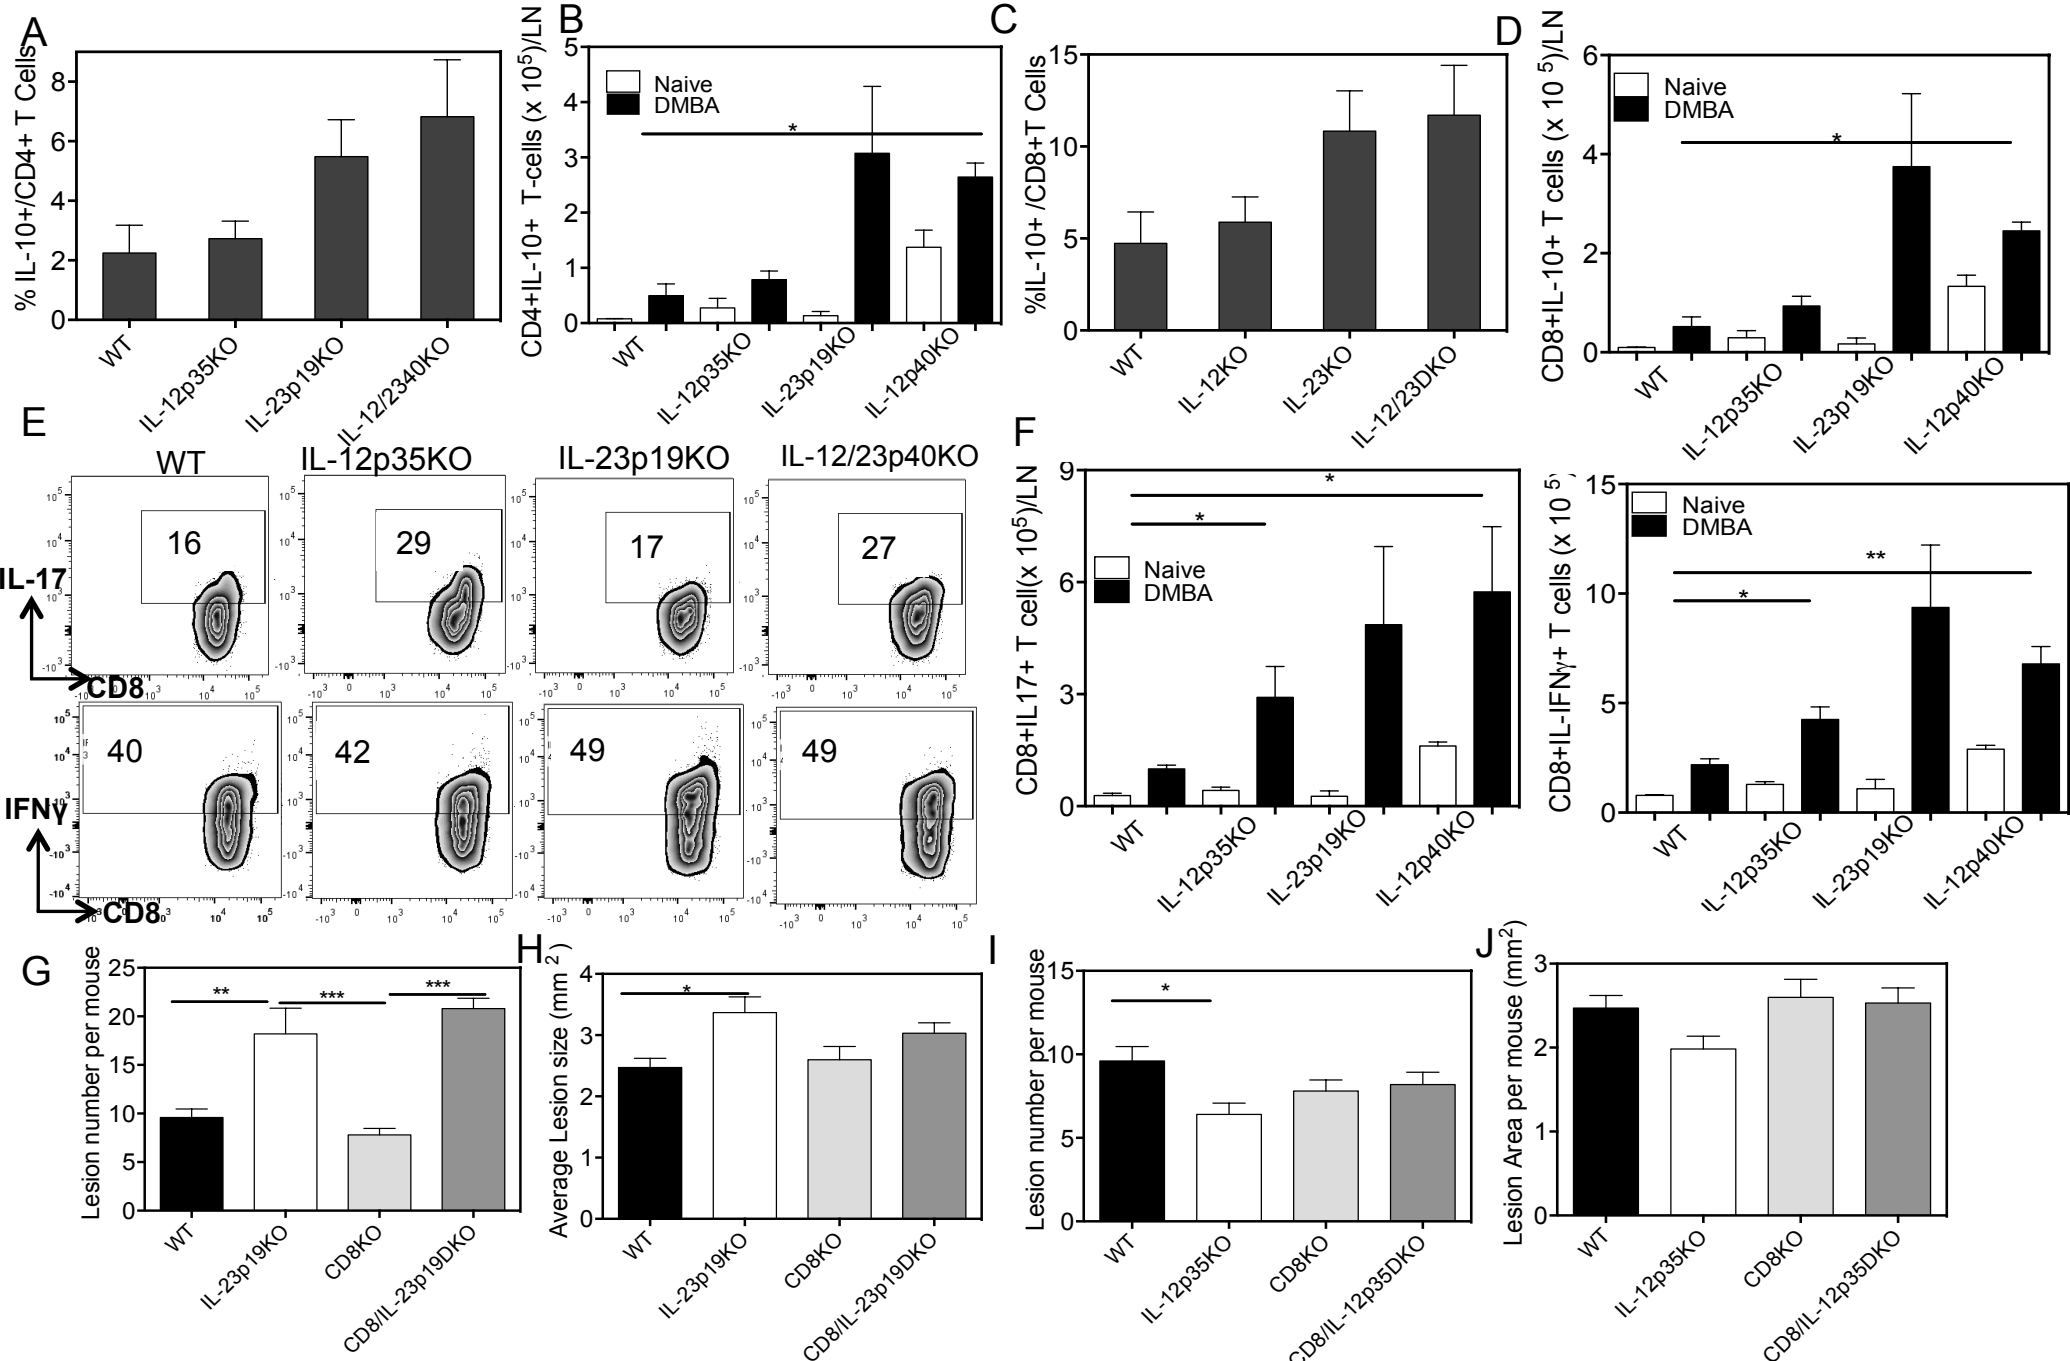 A
% IL-10+/CD4+ T Cells
8
6
4
2
0
WT
IL-12p35KO
IL-23p19KO
IL-12/2340KO
B
CD4+IL-10+ T-cells (x 10⁵)/LN
5
4
3
2
1
0
Naive
DMBA
*
WT
IL-12p35KO
IL-23p19KO
IL-12p40KO
C
%IL-10+ /CD8+T Cells
15
10
5
0
WT
IL-12KO
IL-23KO
IL-12/23DKO
D
CD8+IL-10+ T cells (x 10 ⁵)/LN
6
4
2
0
Naive
DMBA
*
WT
IL-12p35KO
IL-23p19KO
IL-12p40KO
E
WT
IL-12p35KO
IL-23p19KO
IL-12/23p40KO
16
29
17
27
IL-17
CD8
40
42
49
49
IFNγ
CD8
F
CD8+IL17+ T cell(x 10⁵)/LN
9
6
3
0
Naive
DMBA
*
*
WT
IL-12p35KO
IL-23p19KO
IL-12p40KO
CD8+IL-IFNγ+ T cells (x 10 ⁵)
15
10
5
0
Naive
DMBA
**
*
WT
IL-12p35KO
IL-23p19KO
IL-12p40KO
G
Lesion number per mouse
25
20
15
10
5
0
**
***
***
WT
IL-23p19KO
CD8KO
CD8/IL-23p19DKO
H
Average Lesion size (mm ²)
4
3
2
1
0
*
WT
IL-23p19KO
CD8KO
CD8/IL-23p19DKO
I
Lesion number per mouse
15
10
5
0
*
WT
IL-12p35KO
CD8KO
CD8/IL-12p35DKO
J
Lesion Area per mouse (mm²)
3
2
1
0
WT
IL-12p35KO
CD8KO
CD8/IL-12p35DKO